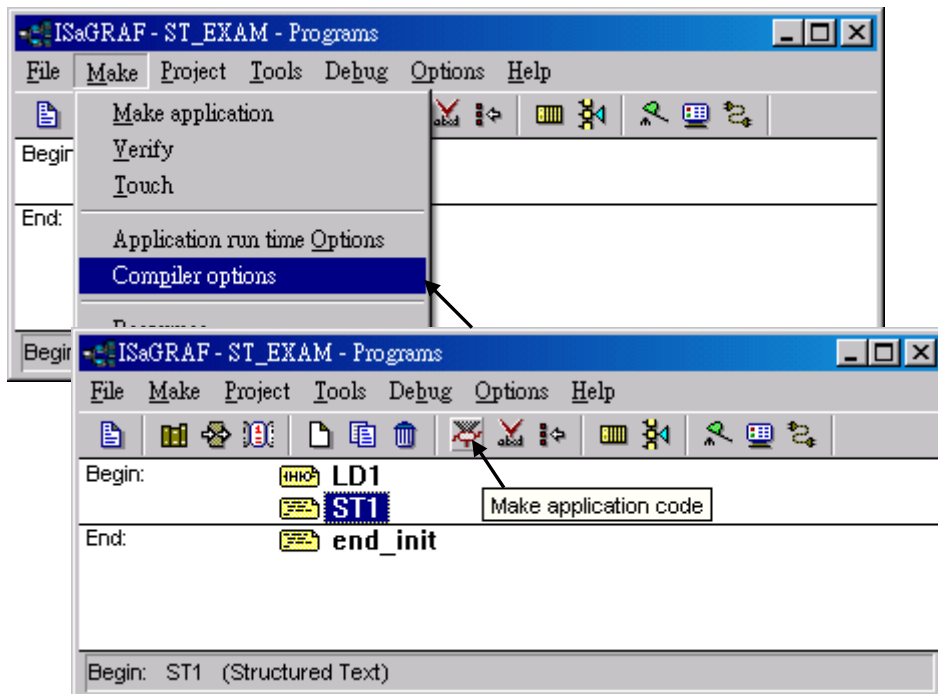 ISaGRAF - ST_EXAM - Programs
File Make Project Tools Debug Options Help
Make application
Verify
Touch
Application run time Options
Compiler options
Begin
End:
Begin
ISaGRAF - ST_EXAM - Programs
File Make Project Tools Debug Options Help
Begin: LD1
ST1
Make application code
End: end_init
Begin: ST1 (Structured Text)